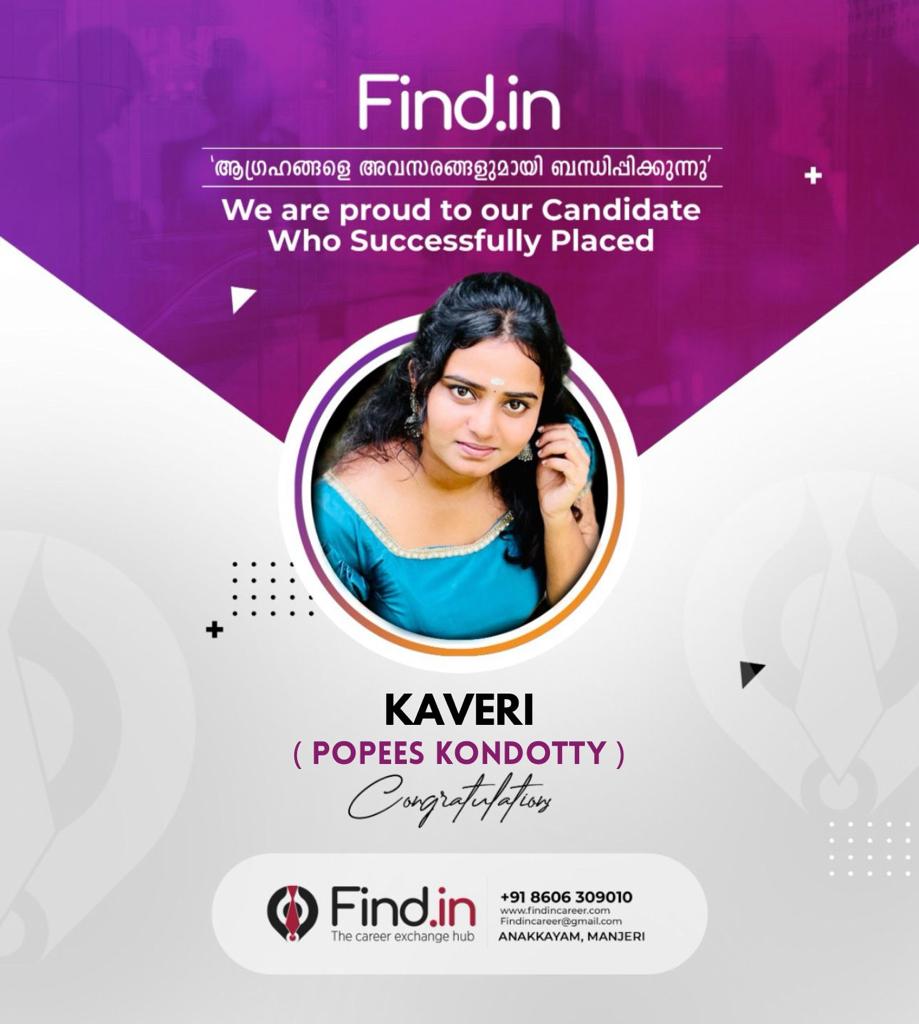 Find.in
'ആഗ്രഹങ്ങളെ അവസരങ്ങളുമായി ബന്ധിപ്പിക്കുന്നു'
We are proud to our Candidate
Who Successfully Placed
KAVERI
( POPEES KONDOTTY )
Congratulations
Find.in
The career exchange hub
+91 8606 309010
www.findincareer.com
Findincareer@gmail.com
ANAKKAYAM, MANJERI